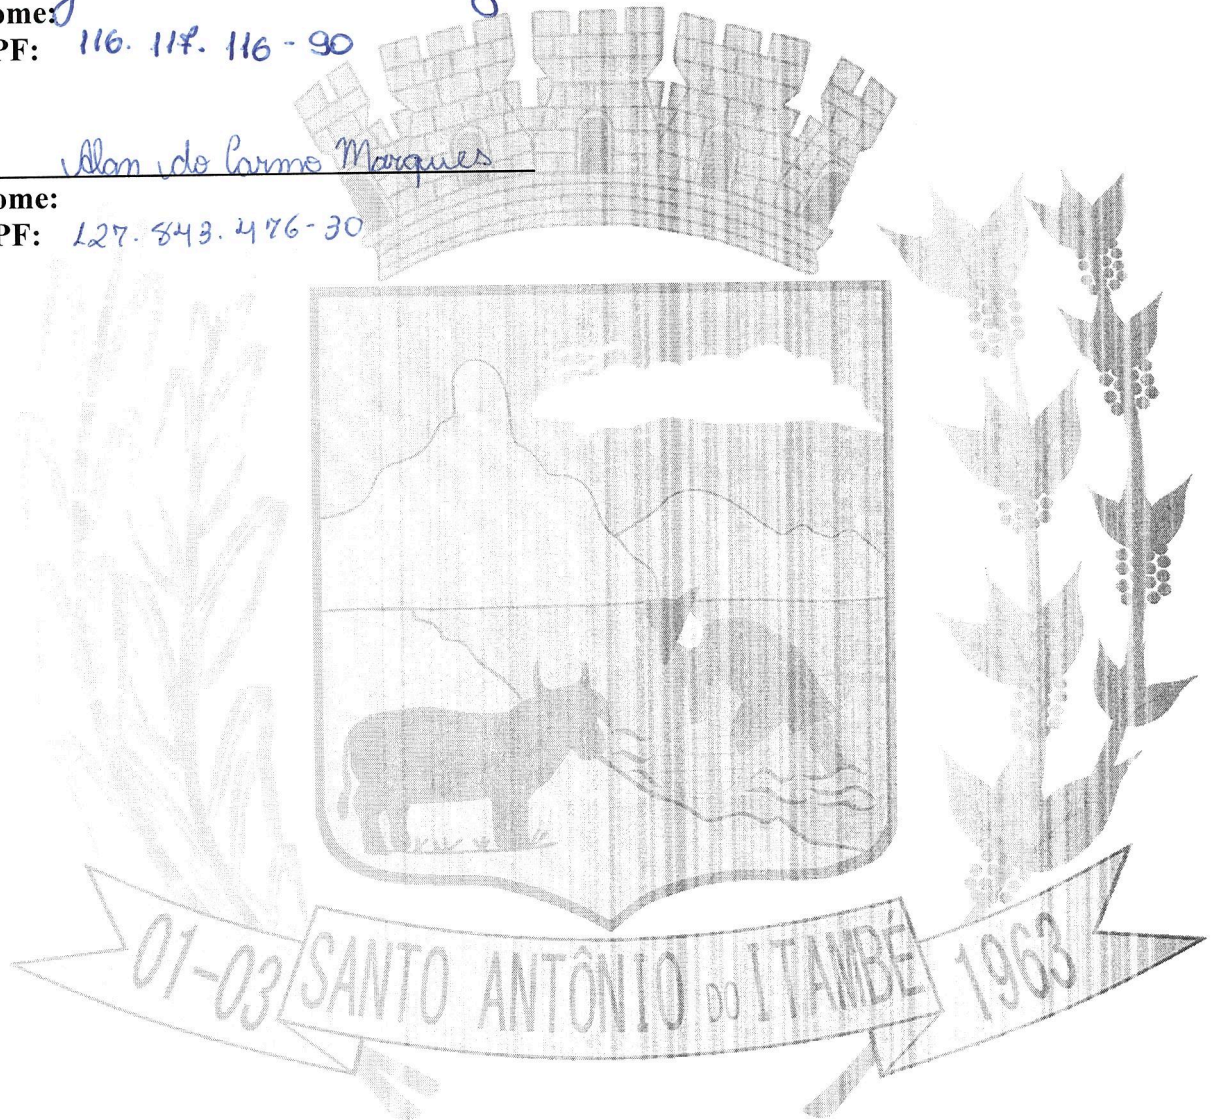 ome:
PF: 116.117.116-90
Alan do Carmo Marques
ome:
PF: 127.843.476-30
01-03 SANTO ANTÔNIO DO ITAMBÉ 1963